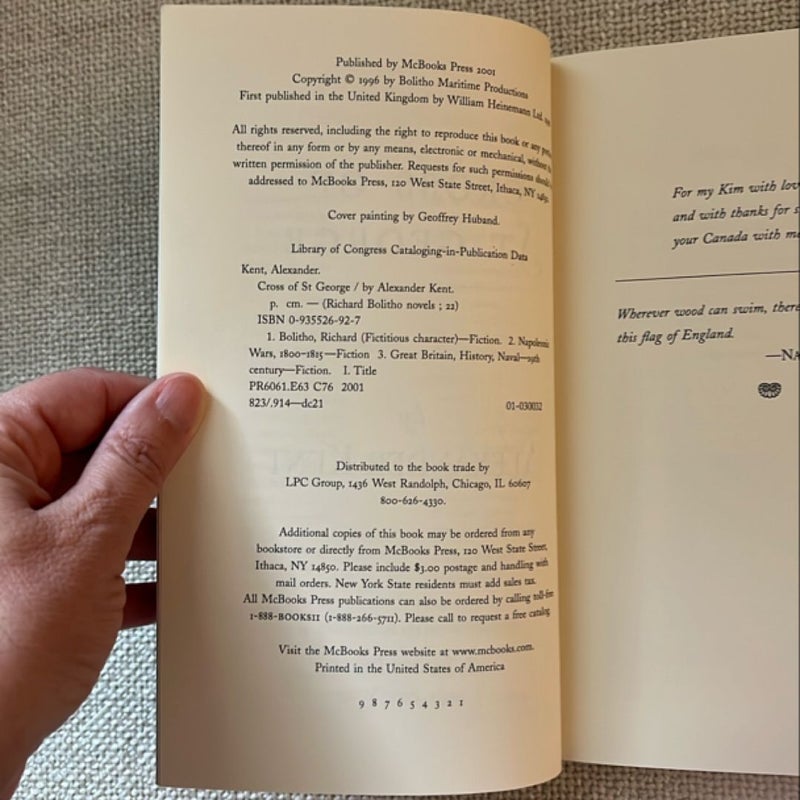 Published by McBooks Press 2001
Copyright © 1996 by Bolitho Maritime Productions
First published in the United Kingdom by William Heinemann Ltd.
All rights reserved, including the right to reproduce this book or any
thereof in any form or by any means, electronic or mechanical, without
written permission of the publisher. Requests for such permissions should
addressed to McBooks Press, 120 West State Street, Ithaca, NY 14850.
Cover painting by Geoffrey Huband.
Library of Congress Cataloging-in-Publication Data
Kent, Alexander.
Cross of St George / by Alexander Kent.
p. cm. — (Richard Bolitho novels ; 22)
ISBN 0-935526-92-7
1. Bolitho, Richard (Fictitious character)—Fiction. 2. Napoleonic
Wars, 1800-1815—Fiction 3. Great Britain, History, Naval—19th
century—Fiction. I. Title
PR6061.E63 C76 2001
823/.914—dc21 01-030032
Distributed to the book trade by
LPC Group, 1436 West Randolph, Chicago, IL 60607
800-626-4330.
Additional copies of this book may be ordered from any
bookstore or directly from McBooks Press, 120 West State Street,
Ithaca, NY 14850. Please include $3.00 postage and handling with
mail orders. New York State residents must add sales tax.
All McBooks Press publications can also be ordered by calling toll-free
1-888-BOOKS11 (1-888-266-5711). Please call to request a free catalog.
Visit the McBooks Press website at www.mcbooks.com.
Printed in the United States of America
9 8 7 6 5 4 3 2 1
For my Kim with lov
and with thanks for s
your Canada with m
Wherever wood can swim, there
this flag of England.
—NA